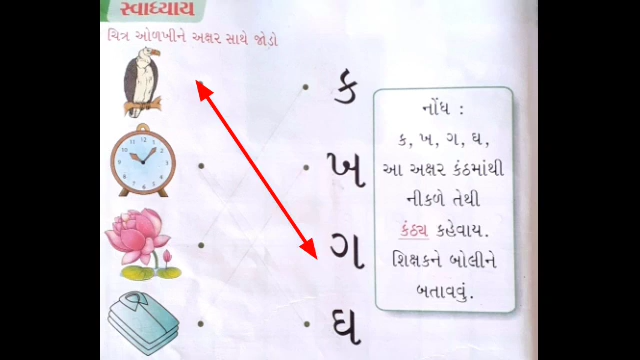 સ્વાધ્યાય
ચિત્ર ઓળખીને અક્ષર સાથે જોડો
ક
ખ
ગ
ઘ
નોંધ :
ક, ખ, ગ, ઘ,
આ અક્ષર કંઠમાંથી
નીકળે તેથી
કંઠ્ય કહેવાય.
શિક્ષકને બોલીને
બતાવવું.